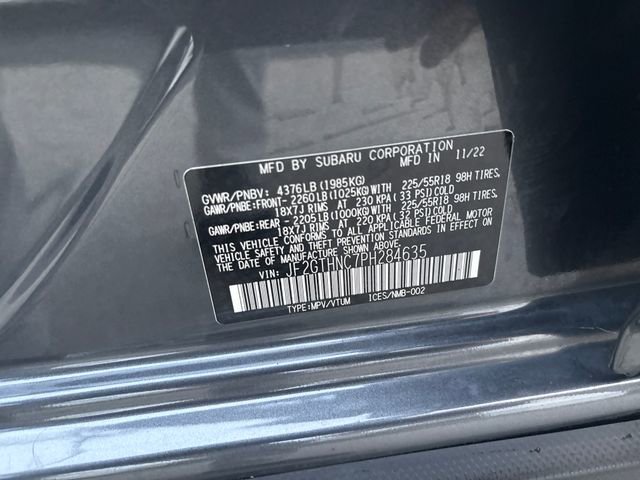 MFD BY SUBARU CORPORATION MFD IN 11/22
GVWR/PNBV: 4376LB(1985KG)
GAWR/PNBE:FRONT- 2260LB(1025KG)WITH 225/55R18 98H TIRES,
18X7J RIMS AT 230 KPA(33 PSI)COLD
GAWR/PNBE:REAR - 2205LB(1000KG)WITH 225/55R18 98H TIRES,
18X7J RIMS AT 220 KPA(32 PSI)COLD
THIS VEHICLE CONFORMS TO ALL APPLICABLE FEDERAL MOTOR
VEHICLE SAFETY AND THEFT PREVENTION STANDARDS IN EFFECT
ON THE DATE OF MANUFACTURE SHOWN ABOVE.
VIN: JF2GTHNC7PH284635
TYPE:MPV/VTUM ICES/NMB-002